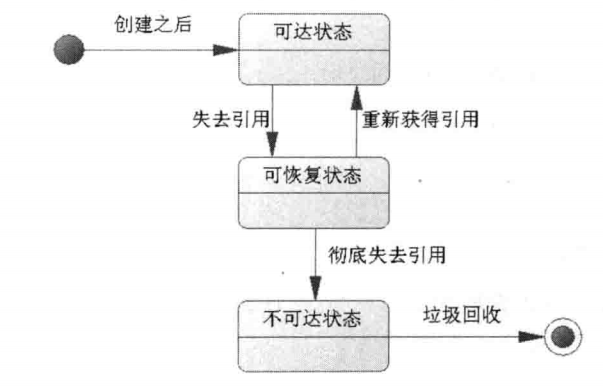 创建之后
可达状态
失去引用
重新获得引用
可恢复状态
彻底失去引用
不可达状态
垃圾回收